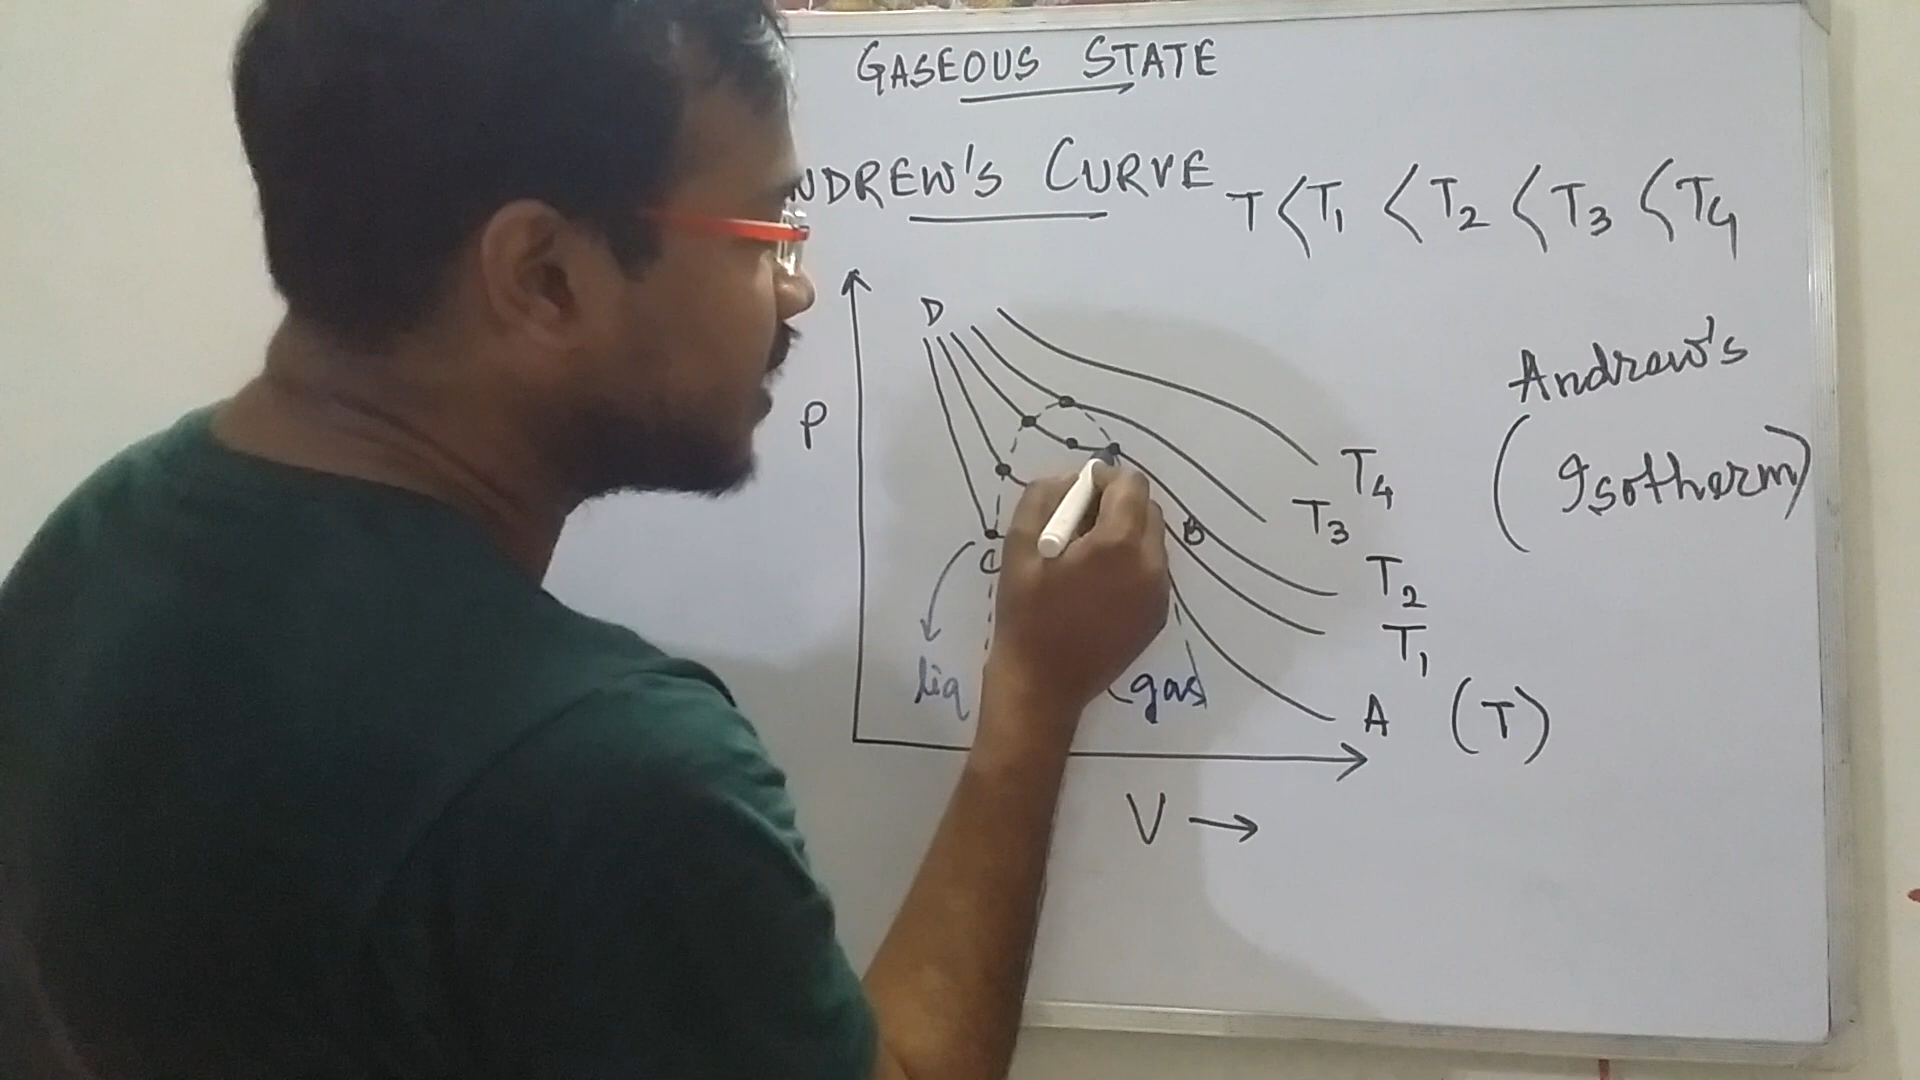 GASEOUS STATE
NDREW'S CURVE
T < T1 < T2 < T3 < T4
D
P
Andrew's
(Isotherm)
T4
T3
B
C
T2
T1
liq
(gas
A (T)
V →